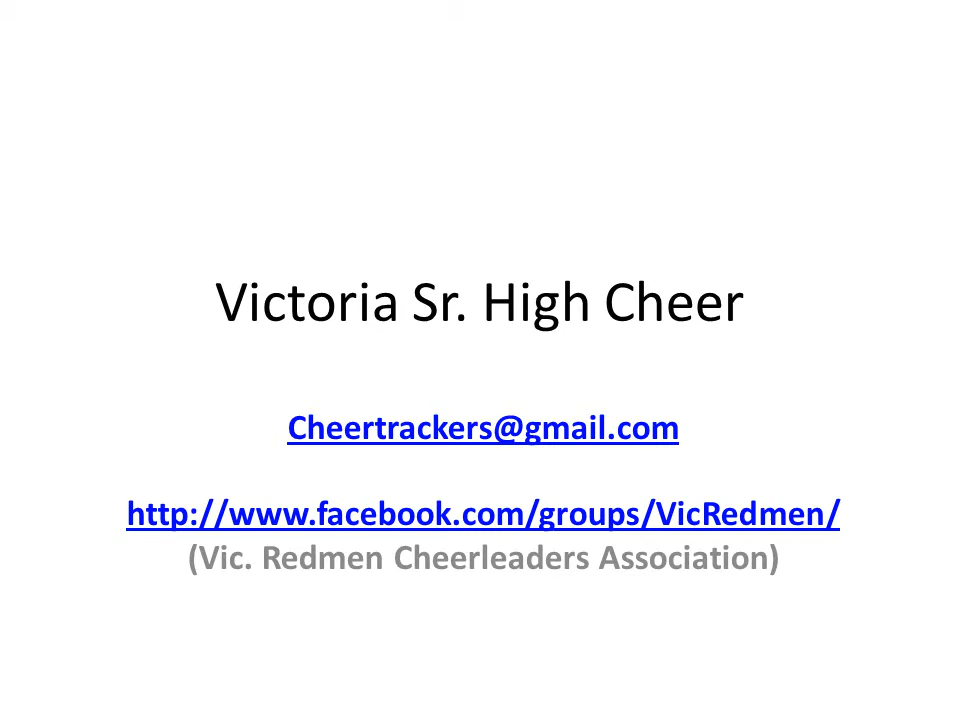 Victoria Sr. High Cheer
Cheertrackers@gmail.com
http://www.facebook.com/groups/VicRedmen/
(Vic. Redmen Cheerleaders Association)